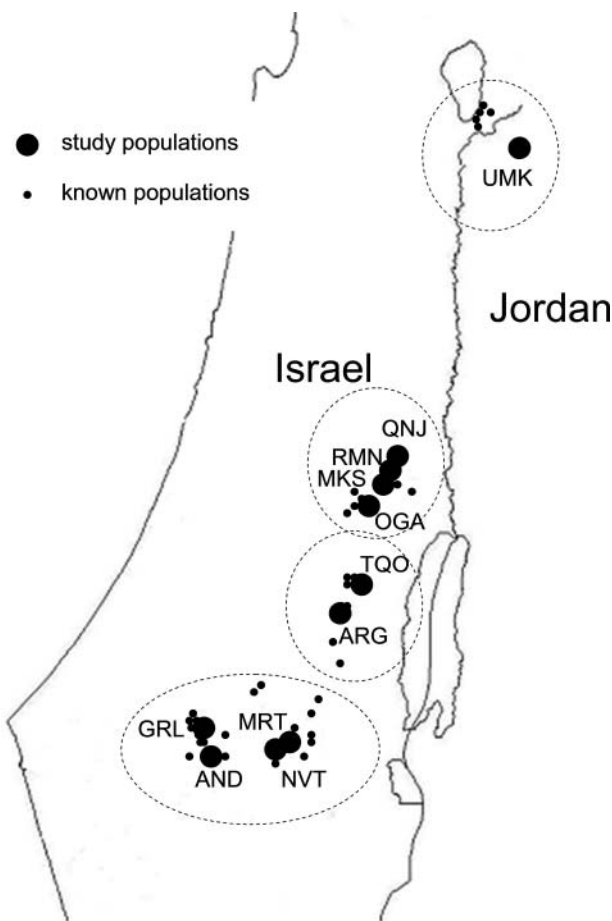 study populations
known populations
UMK
Jordan
Israel
QNJ
RMN
MKS
OGA
TQO
ARG
GRL
MRT
AND
NVT